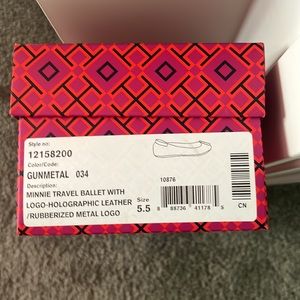 Style no:
12158200
Color/Code:
GUNMETAL 034
Description:
MINNIE TRAVEL BALLET WITH
LOGO-HOLOGRAPHIC LEATHER
/RUBBERIZED METAL LOGO
10876
Size
5.5
8 88736 41178 5
CN